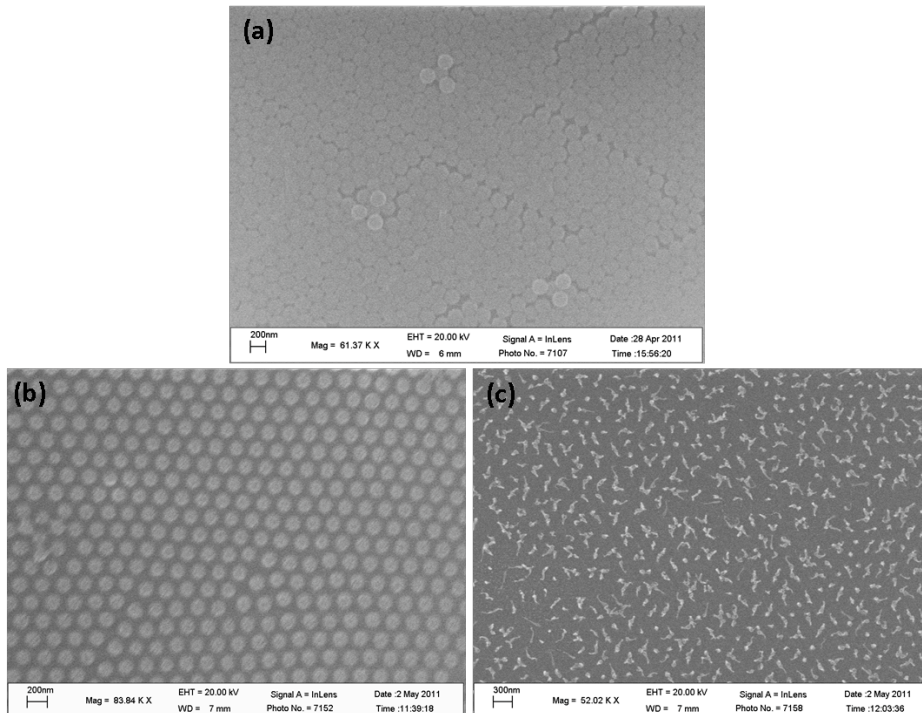 (a)
200nm
Mag = 61.37 K X
EHT = 20.00 kV
WD = 6 mm
Signal A = InLens
Photo No. = 7107
Date :28 Apr 2011
Time :15:56:20
(b)
200nm
Mag = 83.84 K X
EHT = 20.00 kV
WD = 7 mm
Signal A = InLens
Photo No. = 7152
Date :2 May 2011
Time :11:39:18
(c)
300nm
Mag = 52.02 K X
EHT = 20.00 kV
WD = 7 mm
Signal A = InLens
Photo No. = 7158
Date :2 May 2011
Time :12:03:36